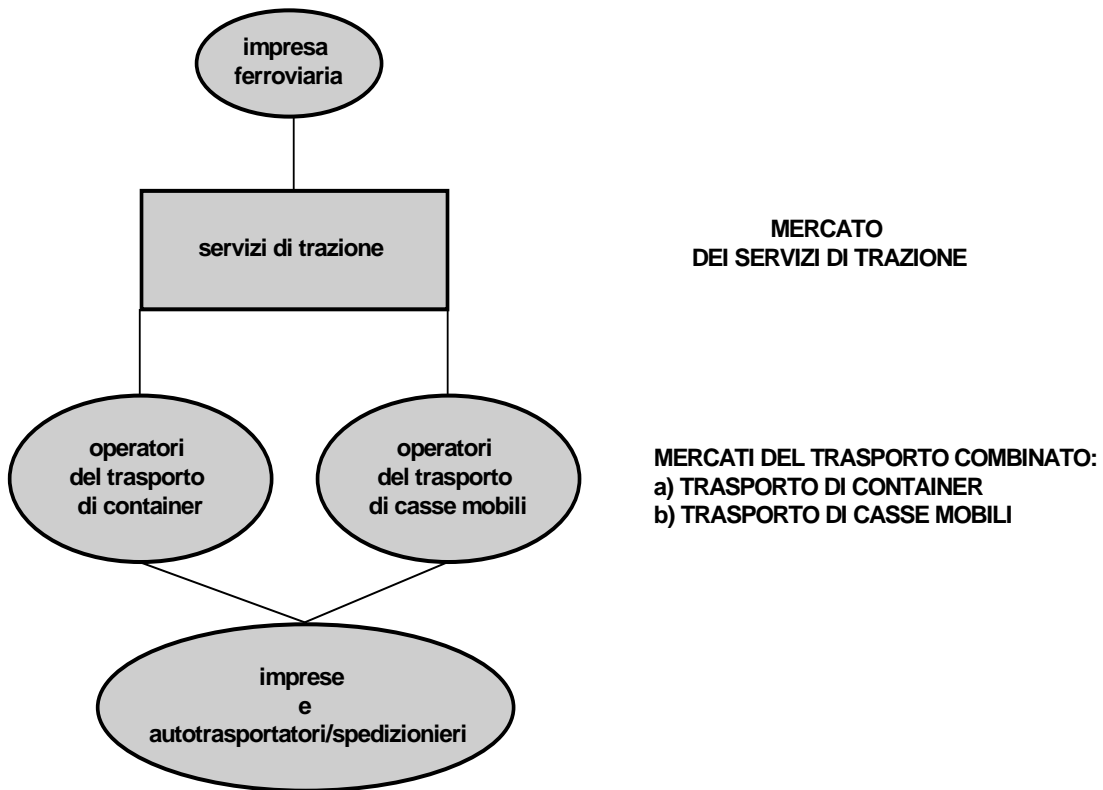 impresa
ferroviaria
servizi di trazione
MERCATO
DEI SERVIZI DI TRAZIONE
operatori
del trasporto
di container
operatori
del trasporto
di casse mobili
MERCATI DEL TRASPORTO COMBINATO:
a) TRASPORTO DI CONTAINER
b) TRASPORTO DI CASSE MOBILI
imprese
e
autotrasportatori/spedizionieri